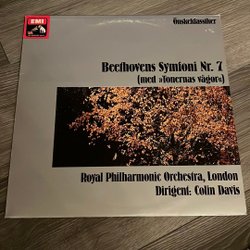 EMI
Önskeklassiker
Beethovens Symfoni Nr. 7
(med »Tonernas vågor«)
Royal Philharmonic Orchestra, London
Dirigent: Colin Davis